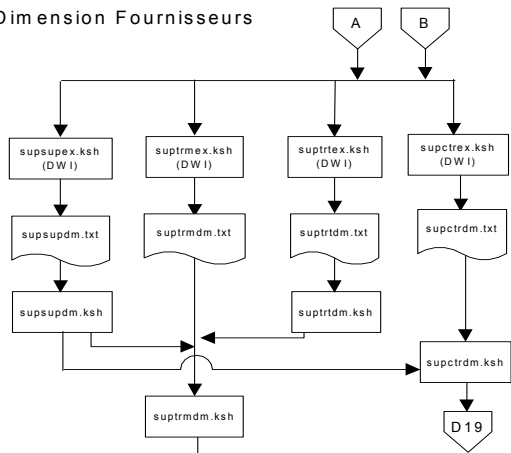 Dimension Fournisseurs
A
B
supsupex.ksh
(DWI)
suptrmex.ksh
(DWI)
suptrtex.ksh
(DWI)
supctrex.ksh
(DWI)
supsupdm.txt
suptrmdm.txt
suptrtdm.txt
supctrdm.txt
supsupdm.ksh
suptrtdm.ksh
supctrdm.ksh
suptrmdm.ksh
D19